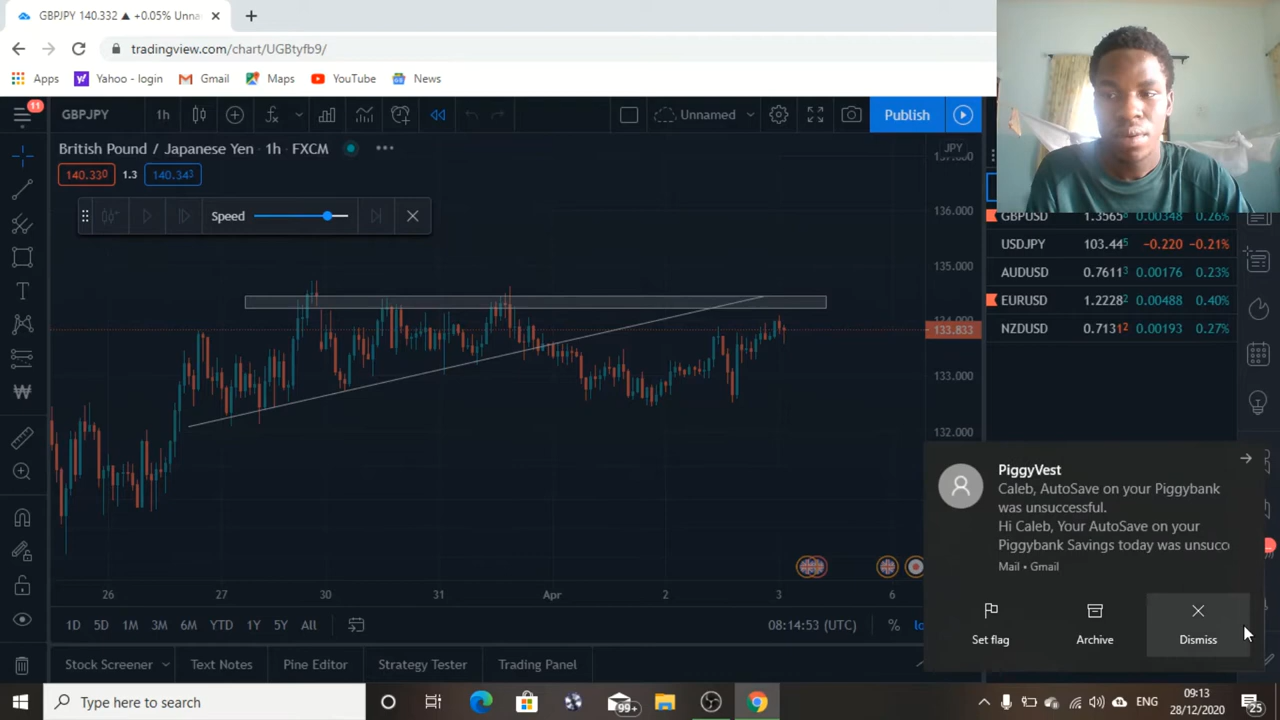 GBPJPY 140.332 ▲ +0.05% Unna
tradingview.com/chart/UGBtyfb9/
Apps Yahoo - login Gmail Maps YouTube News
11
GBPJPY 1h Unnamed Publish
British Pound / Japanese Yen · 1h · FXCM
JPY
140.330 1.3 140.343
Speed
136.000
135.000
133.833
133.000
132.000
GBPUSD 1.3565⁸ 0.00348 0.26%
USDJPY 103.44⁵ −0.220 −0.21%
AUDUSD 0.7611³ 0.00176 0.23%
EURUSD 1.2228² 0.00488 0.40%
NZDUSD 0.7131² 0.00193 0.27%
PiggyVest
Caleb, AutoSave on your Piggybank
was unsuccessful.
Hi Caleb, Your AutoSave on your
Piggybank Savings today was unsucc
Mail • Gmail
Set flag Archive Dismiss
26 27 30 31 Apr 2 3 6
1D 5D 1M 3M 6M YTD 1Y 5Y All 08:14:53 (UTC) %
Stock Screener Text Notes Pine Editor Strategy Tester Trading Panel
Type here to search
99+
ENG
09:13
28/12/2020
25